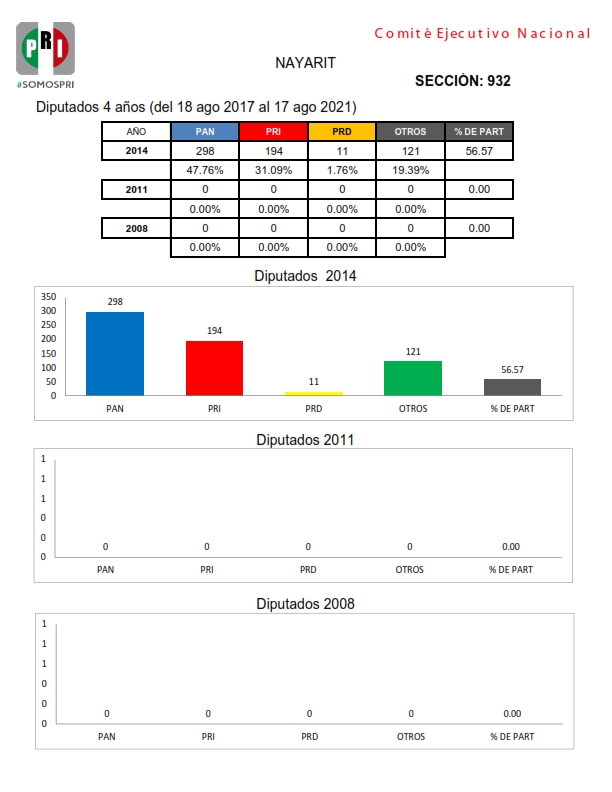 Comité Ejecutivo Nacional
PRI
#SOMOSPRI
NAYARIT
SECCIÓN: 932
Diputados 4 años (del 18 ago 2017 al 17 ago 2021)
AÑO PAN PRI PRD OTROS % DE PART
2014 298 194 11 121 56.57
47.76% 31.09% 1.76% 19.39%
2011 0 0 0 0 0.00
0.00% 0.00% 0.00% 0.00%
2008 0 0 0 0 0.00
0.00% 0.00% 0.00% 0.00%
Diputados 2014
350
300
250
200
150
100
50
0
298 194 11 121 56.57
PAN PRI PRD OTROS % DE PART
Diputados 2011
1
1
1
0
0
0
0 0 0 0 0.00
PAN PRI PRD OTROS % DE PART
Diputados 2008
1
1
1
0
0
0
0 0 0 0 0.00
PAN PRI PRD OTROS % DE PART